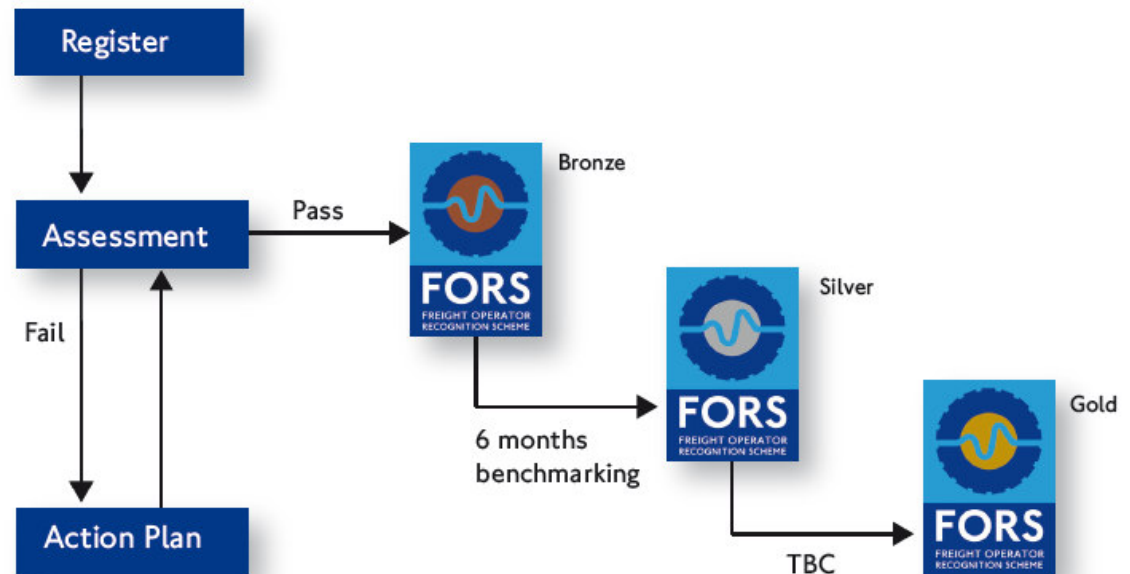 Register
Assessment
Pass
Fail
Action Plan
Bronze
FORS
FREIGHT OPERATOR
RECOGNITION SCHEME
6 months
benchmarking
Silver
FORS
FREIGHT OPERATOR
RECOGNITION SCHEME
TBC
Gold
FORS
FREIGHT OPERATOR
RECOGNITION SCHEME